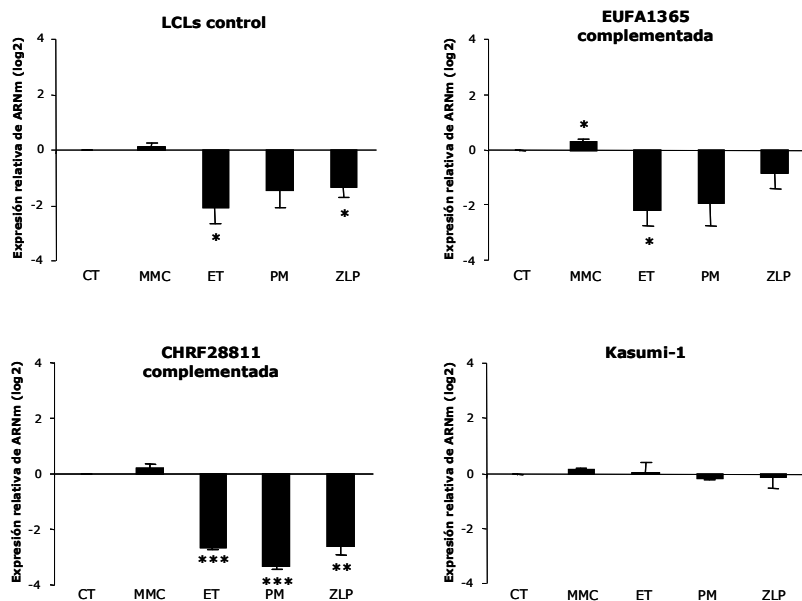 LCLs control
Expresión relativa de ARNm (log2)
4
2
0
-2
-4
*
*
CT MMC ET PM ZLP
EUFA1365
complementada
Expresión relativa de ARNm (log2)
4
2
0
-2
-4
*
*
CT MMC ET PM ZLP
CHRF28811
complementada
Expresión relativa de ARNm (log2)
4
2
0
-2
-4
***
***
**
CT MMC ET PM ZLP
Kasumi-1
Expresión relativa de ARNm (log2)
4
2
0
-2
-4
CT MMC ET PM ZLP